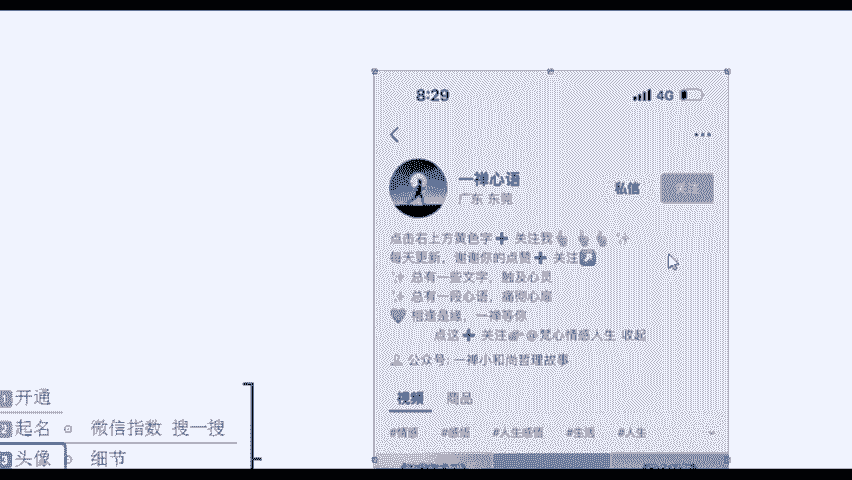 8:29 4G
一禅心语
广东 东莞
私信 关注
点击右上方黄色字➕ 关注我👆👆👆✨
每天更新，谢谢你的点赞➕ 关注↗
✨ 总有一些文字，触及心灵
✨ 总有一段心语，痛彻心扉
相逢是缘，一禅等你
点这➕ 关注👉@梵心情感人生 收起
公众号: 一禅小和尚哲理故事
视频 商品
#情感 #感悟 #人生感悟 #生活 #人生
1 开通
2 起名 微信指数 搜一搜
3 头像 细节